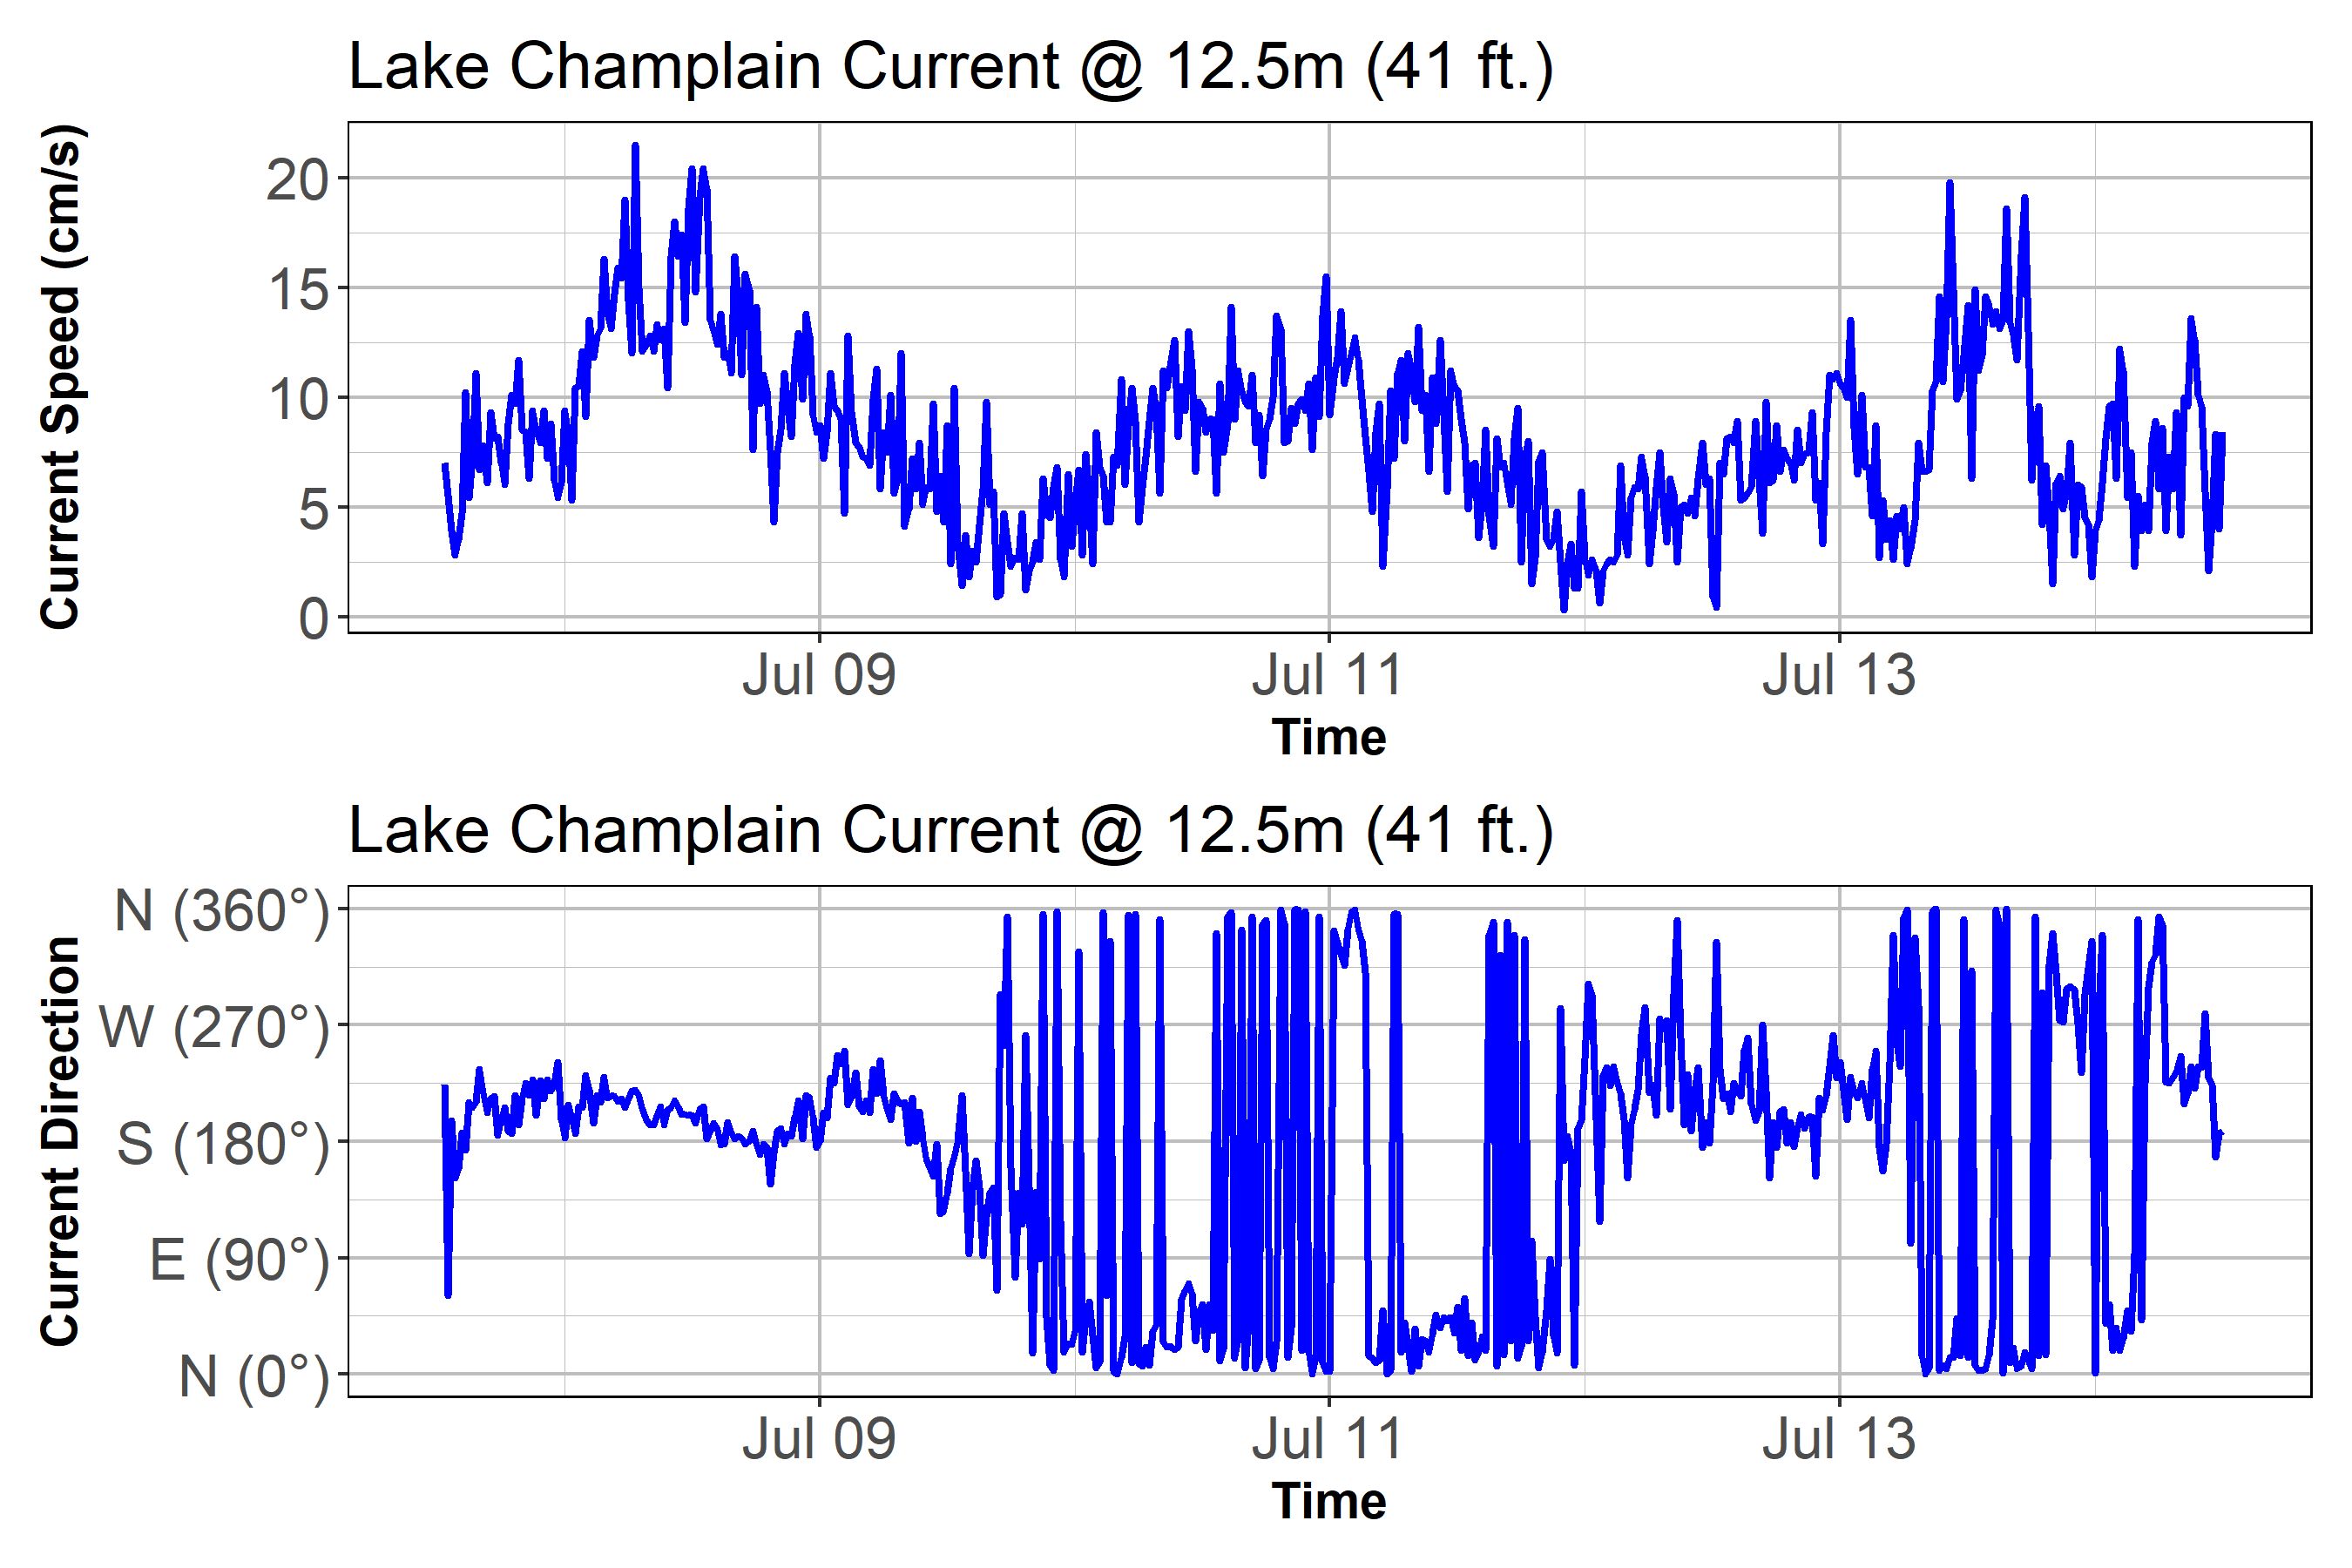 Lake Champlain Current @ 12.5m (41 ft.)
Current Speed (cm/s)
20
15
10
5
0
Jul 09 Jul 11 Jul 13
Time
Lake Champlain Current @ 12.5m (41 ft.)
Current Direction
N (360°)
W (270°)
S (180°)
E (90°)
N (0°)
Jul 09 Jul 11 Jul 13
Time